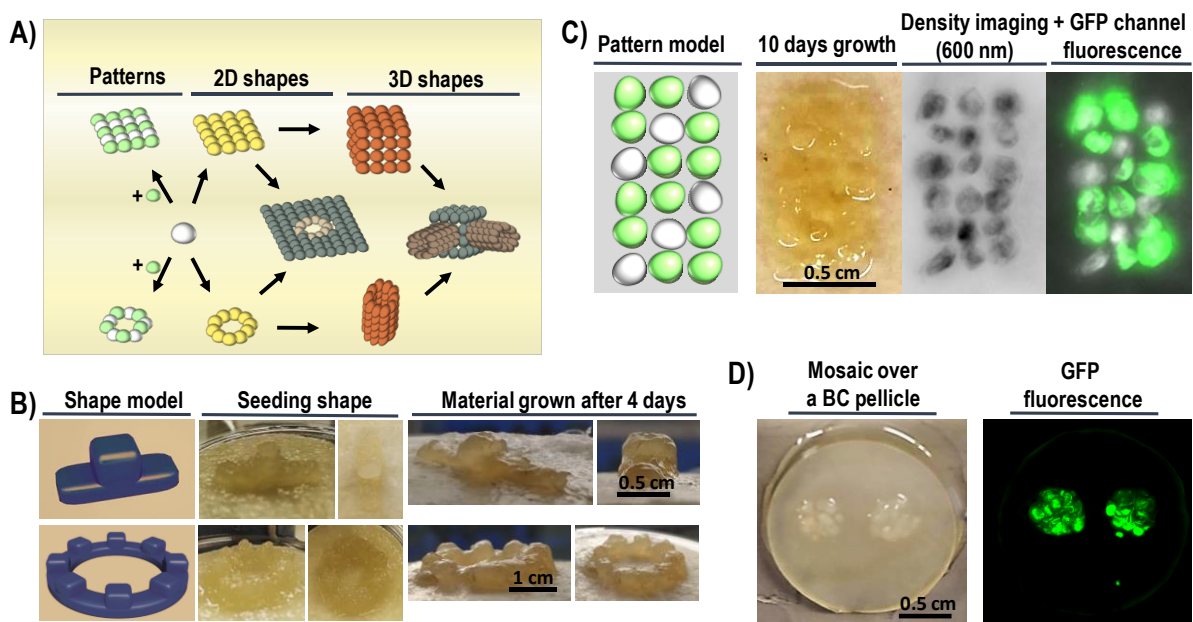 A)
Patterns
2D shapes
3D shapes
+
+
B)
Shape model
Seeding shape
Material grown after 4 days
0.5 cm
1 cm
C)
Pattern model
10 days growth
Density imaging + GFP channel
(600 nm)
fluorescence
0.5 cm
D)
Mosaic over
a BC pellicle
GFP
fluorescence
0.5 cm